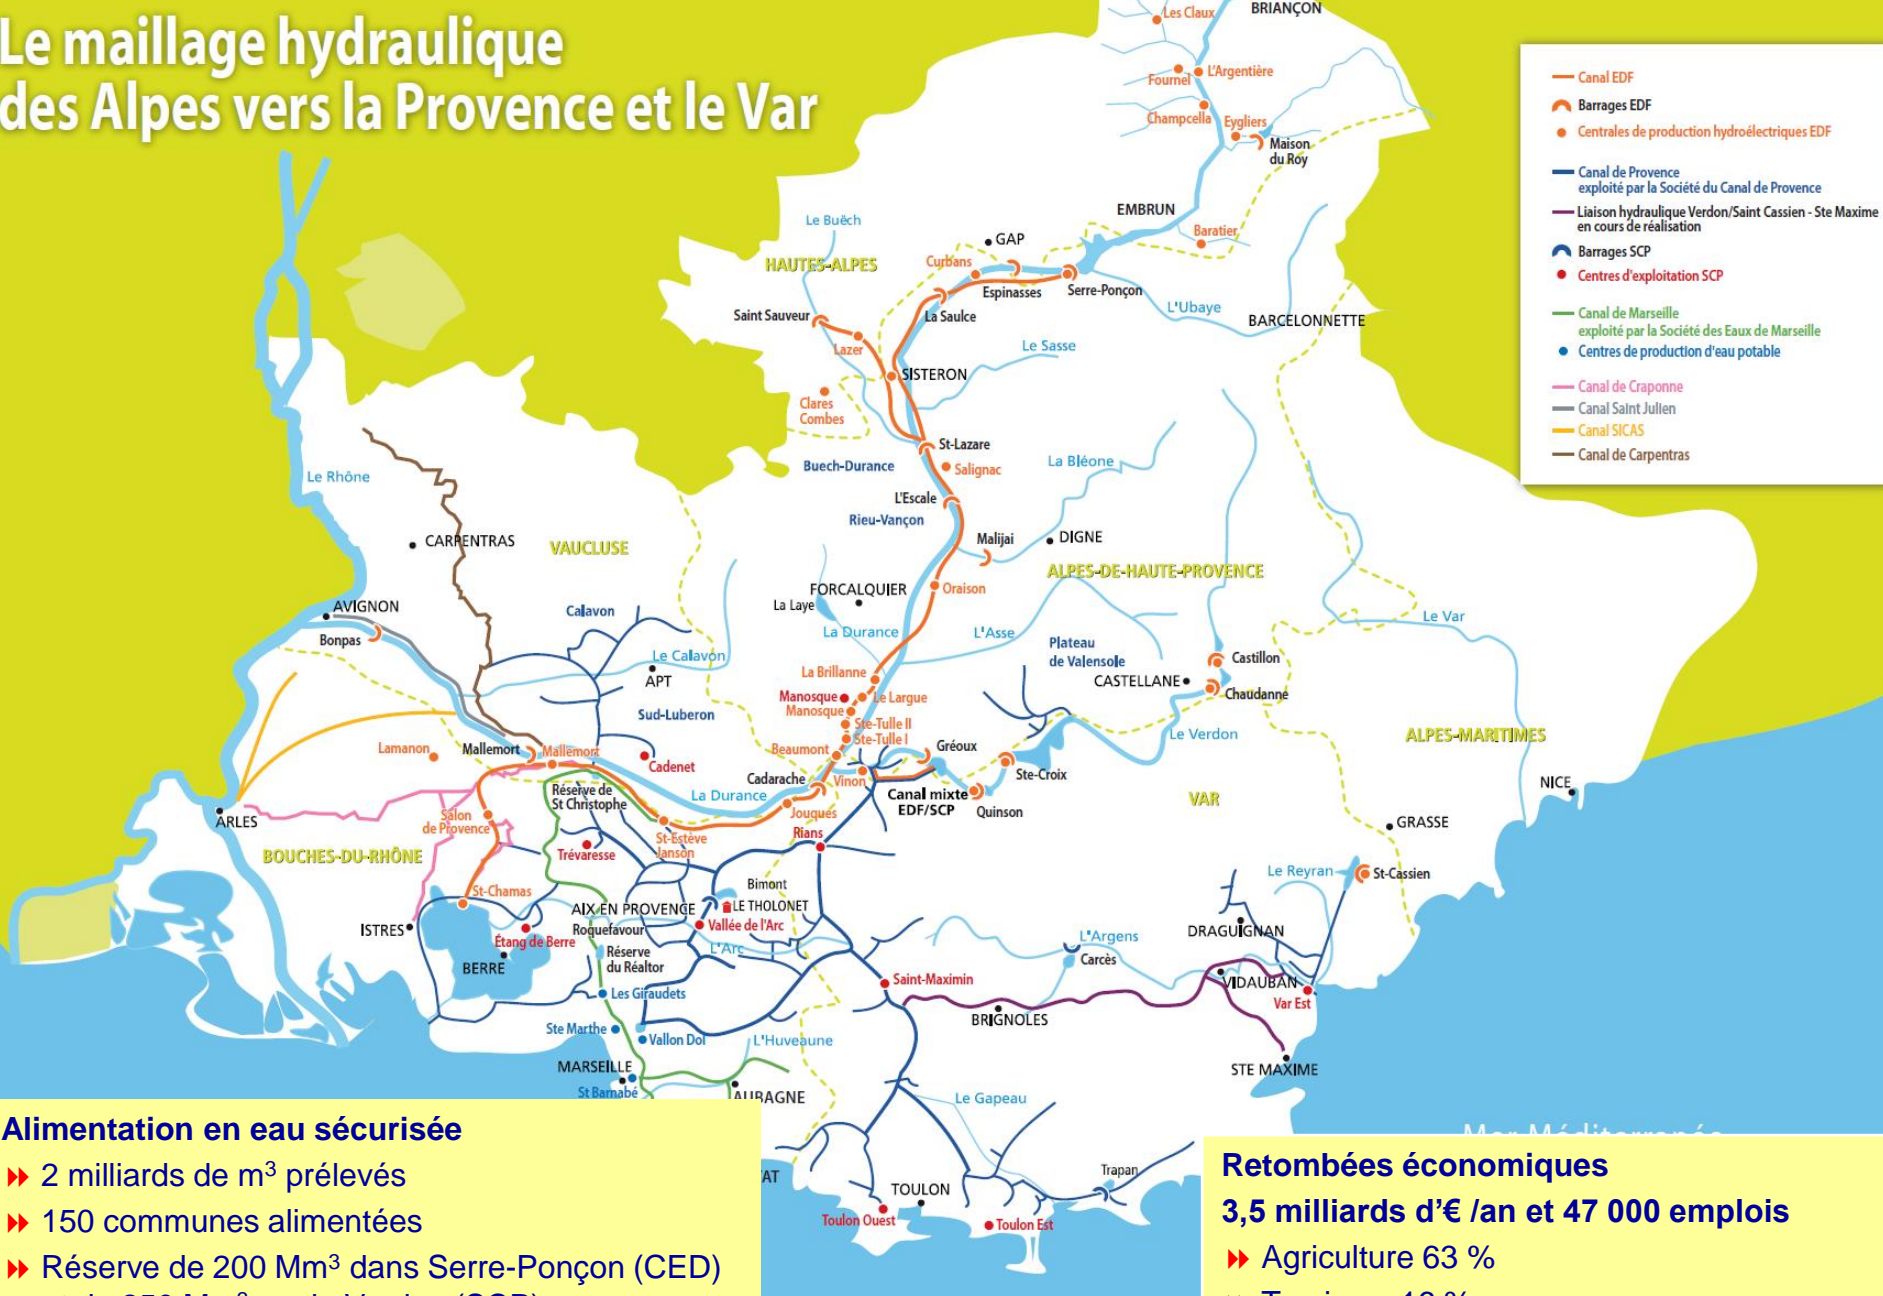 Le maillage hydraulique
des Alpes vers la Provence et le Var
Canal EDF
Barrages EDF
Centrales de production hydroélectriques EDF
Canal de Provence
exploité par la Société du Canal de Provence
Liaison hydraulique Verdon/Saint Cassien - Ste Maxime
en cours de réalisation
Barrages SCP
Centres d'exploitation SCP
Canal de Marseille
exploité par la Société des Eaux de Marseille
Centres de production d'eau potable
Canal de Craponne
Canal Saint Julien
Canal SICAS
Canal de Carpentras
Les Claux
BRIANÇON
Fournel
L'Argentière
Champcella
Eygliers
Maison
du Roy
EMBRUN
Baratier
Le Buëch
GAP
HAUTES-ALPES
Curbans
Espinasses
Serre-Ponçon
Saint Sauveur
La Saulce
L'Ubaye
BARCELONNETTE
Lazer
Le Sasse
SISTERON
Clares
Combes
St-Lazare
Buech-Durance
Salignac
La Bléone
Le Rhône
L'Escale
Rieu-Vançon
Malijai
DIGNE
CARPENTRAS
VAUCLUSE
ALPES-DE-HAUTE-PROVENCE
FORCALQUIER
Oraison
La Laye
AVIGNON
Calavon
Le Var
Bonpas
La Durance
L'Asse
Plateau
de Valensole
Le Calavon
APT
Castillon
La Brillanne
CASTELLANE
Chaudanne
Manosque
Le Largue
Manosque
Sud-Luberon
Ste-Tulle II
Ste-Tulle I
Le Verdon
ALPES-MARITIMES
Lamanon
Mallemort
Mallemort
Beaumont
Gréoux
Cadenet
Cadarache
Vinon
Ste-Croix
NICE
Réserve de
St Christophe
La Durance
Canal mixte
EDF/SCP
Quinson
VAR
ARLES
Salon
de Provence
Jouques
GRASSE
St-Estève
Janson
Rians
BOUCHES-DU-RHÔNE
Trévaresse
Le Reyran
St-Cassien
St-Chamas
Bimont
AIX EN PROVENCE
LE THOLONET
ISTRES
Roquefavour
Vallée de l'Arc
DRAGUIGNAN
Étang de Berre
L'Arc
L'Argens
Réserve
du Réaltor
Carcès
BERRE
Saint-Maximin
VIDAUBAN
Les Giraudets
Var Est
BRIGNOLES
Ste Marthe
Vallon Dol
L'Huveaune
MARSEILLE
STE MAXIME
St Barnabé
AUBAGNE
Le Gapeau
Mer Méditerranée
AT
Trapan
TOULON
Toulon Ouest
Toulon Est
Alimentation en eau sécurisée
2 milliards de m³ prélevés
150 communes alimentées
Réserve de 200 Mm³ dans Serre-Ponçon (CED)
Retombées économiques
3,5 milliards d'€ /an et 47 000 emplois
Agriculture 63 %